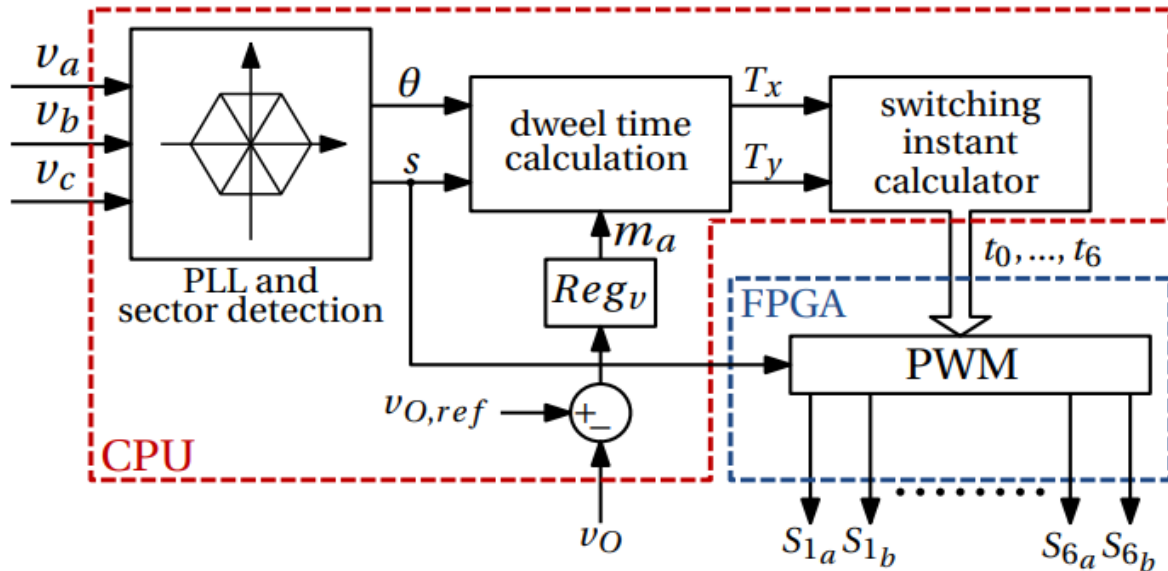 v_a
v_b
v_c
PLL and
sector detection
θ
s
dweel time
calculation
T_x
T_y
switching
instant
calculator
m_a
Reg_v
t_0, ..., t_6
FPGA
PWM
v_{O,ref}
+
−
CPU
v_O
S_{1_a} S_{1_b} ......... S_{6_a} S_{6_b}